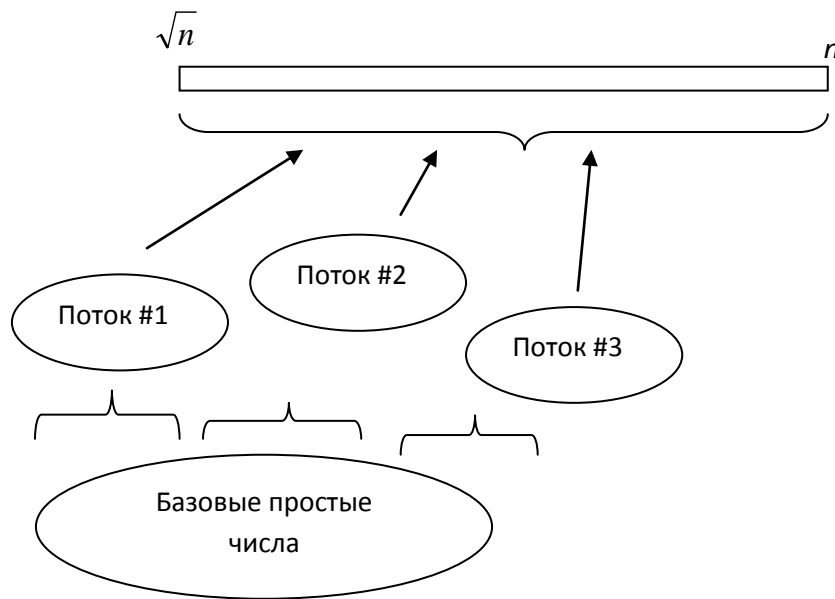 √n
n
Поток #1
Поток #2
Поток #3
Базовые простые
числа